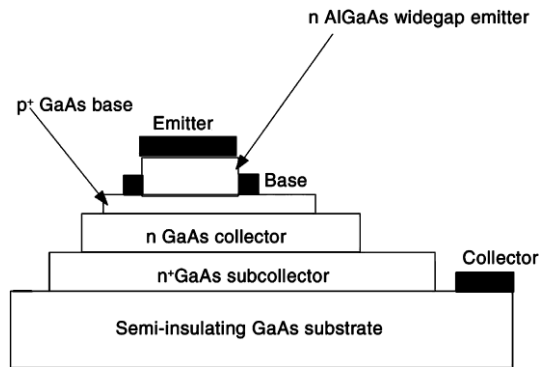 n AlGaAs widegap emitter
p⁺ GaAs base
Emitter
Base
n GaAs collector
Collector
n⁺GaAs subcollector
Semi-insulating GaAs substrate